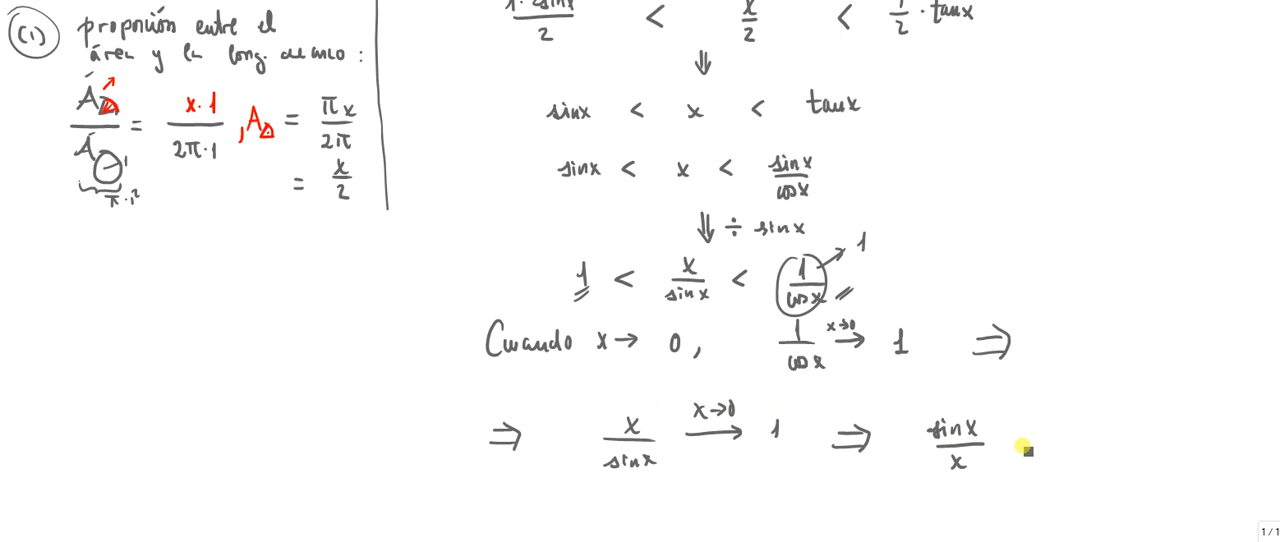 (1) proporción entre el
área y la long. del arco:
Á⌓/Á○ = x·1/2π·1 , A⌓ = πx/2π
π·1²
= x/2
1·sinx/2 < x/2 < 1/2·tanx
⇓
sinx < x < tanx
sinx < x < sinx/cosx
⇓ ÷ sinx
1 < x/sinx < 1/cosx → 1
Cuando x→ 0, 1/cosx x→0 → 1 ⇒
⇒ x/sinx x→0 → 1 ⇒ sinx/x
1/1